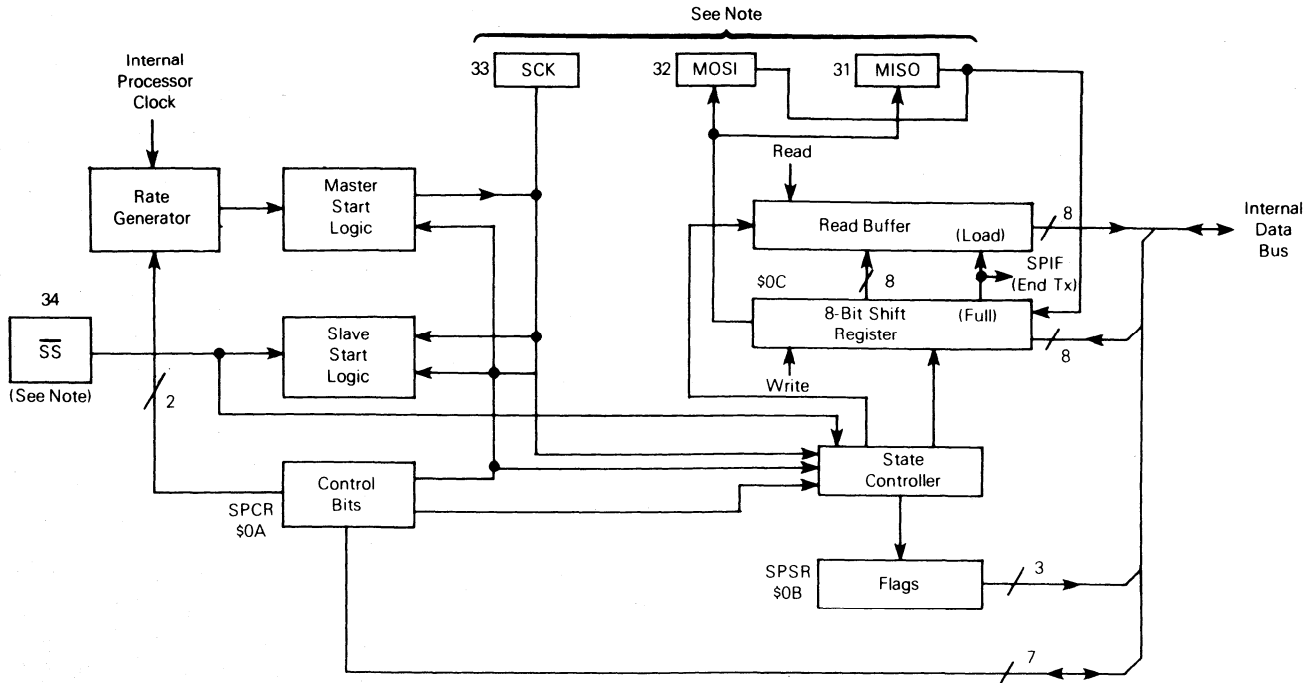 See Note
Internal
Processor
Clock
33
SCK
32
MOSI
31
MISO
Rate
Generator
Master
Start
Logic
Read
Read Buffer
(Load)
8
Internal
Data
Bus
SPIF
(End Tx)
8
$0C
8-Bit Shift
Register
(Full)
8
Write
34
SS
(See Note)
Slave
Start
Logic
2
State
Controller
SPCR
$0A
Control
Bits
SPSR
$0B
Flags
3
7